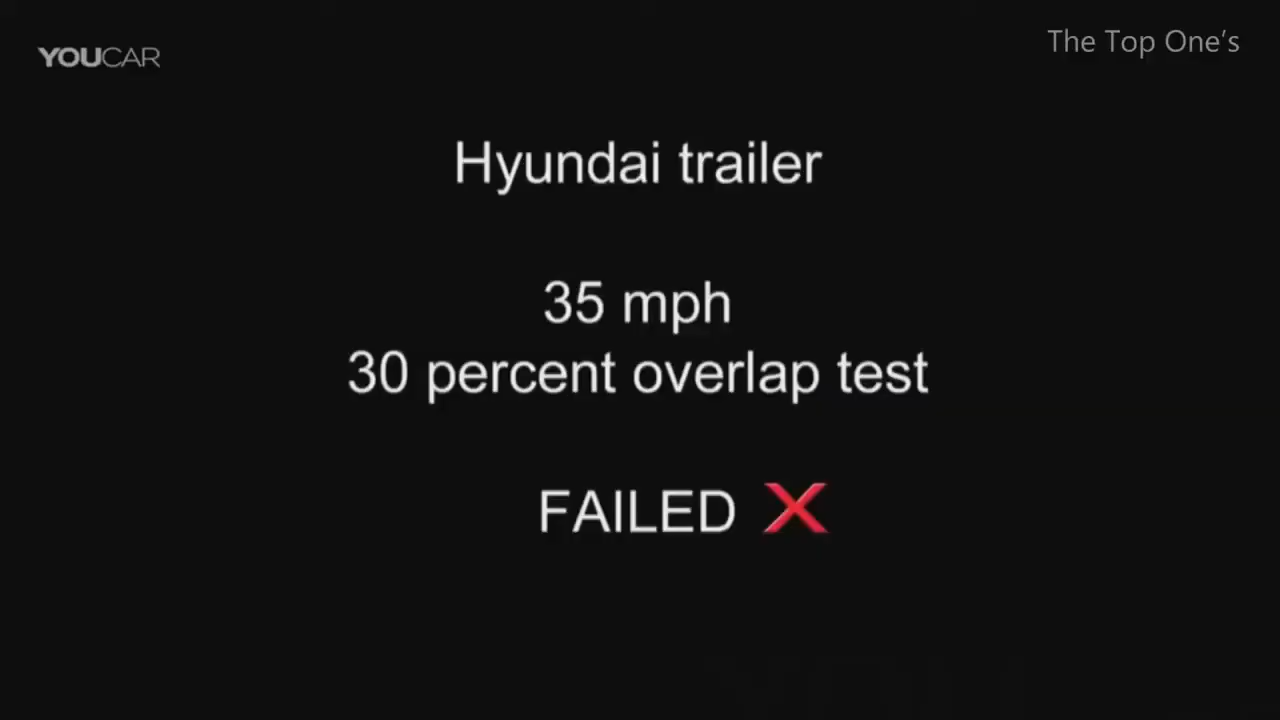 YOUCAR
The Top One's
Hyundai trailer
35 mph
30 percent overlap test
FAILED ❌